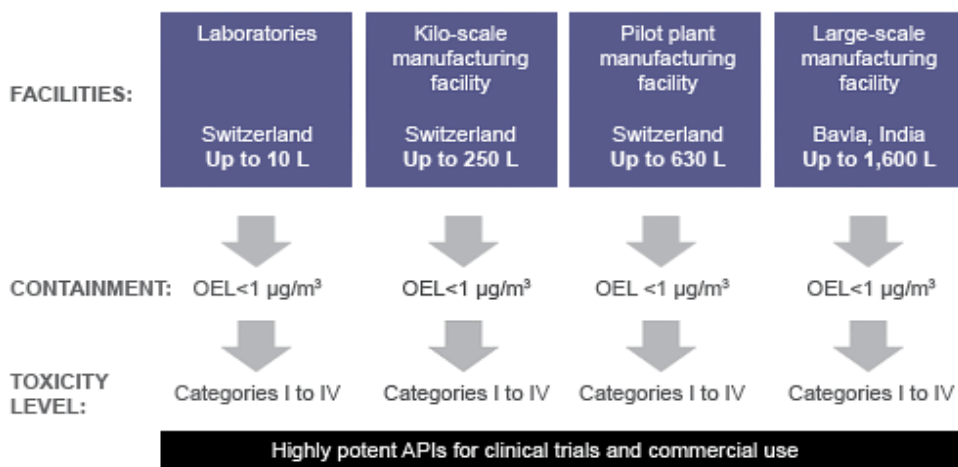 FACILITIES:
Laboratories
Switzerland
Up to 10 L
Kilo-scale
manufacturing
facility
Switzerland
Up to 250 L
Pilot plant
manufacturing
facility
Switzerland
Up to 630 L
Large-scale
manufacturing
facility
Bavla, India
Up to 1,600 L
CONTAINMENT:
OEL<1 µg/m³
OEL<1 µg/m³
OEL <1 µg/m³
OEL<1 µg/m³
TOXICITY
LEVEL:
Categories I to IV
Categories I to IV
Categories I to IV
Categories I to IV
Highly potent APIs for clinical trials and commercial use